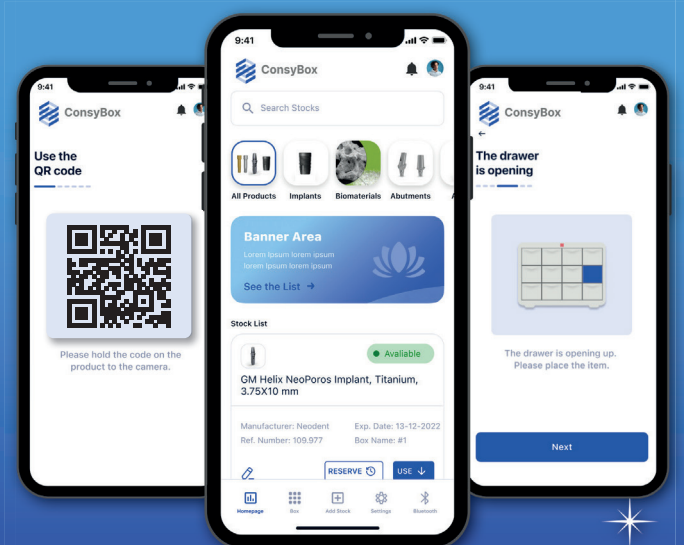 9:41
ConsyBox
Use the
QR code
Please hold the code on the
product to the camera.
9:41
ConsyBox
Search Stocks
All Products
Implants
Biomaterials
Abutments
Banner Area
Lorem ipsum lorem ipsum
lorem ipsum lorem ipsum
See the List →
Stock List
Avaliable
GM Helix NeoPoros Implant, Titanium,
3.75X10 mm
Manufacturer: Neodent
Exp. Date: 13-12-2022
Ref. Number: 109.977
Box Name: #1
RESERVE
USE
Homepage
Box
Add Stock
Settings
Bluetooth
9:41
ConsyBox
The drawer
is opening
The drawer is opening up.
Please place the item.
Next